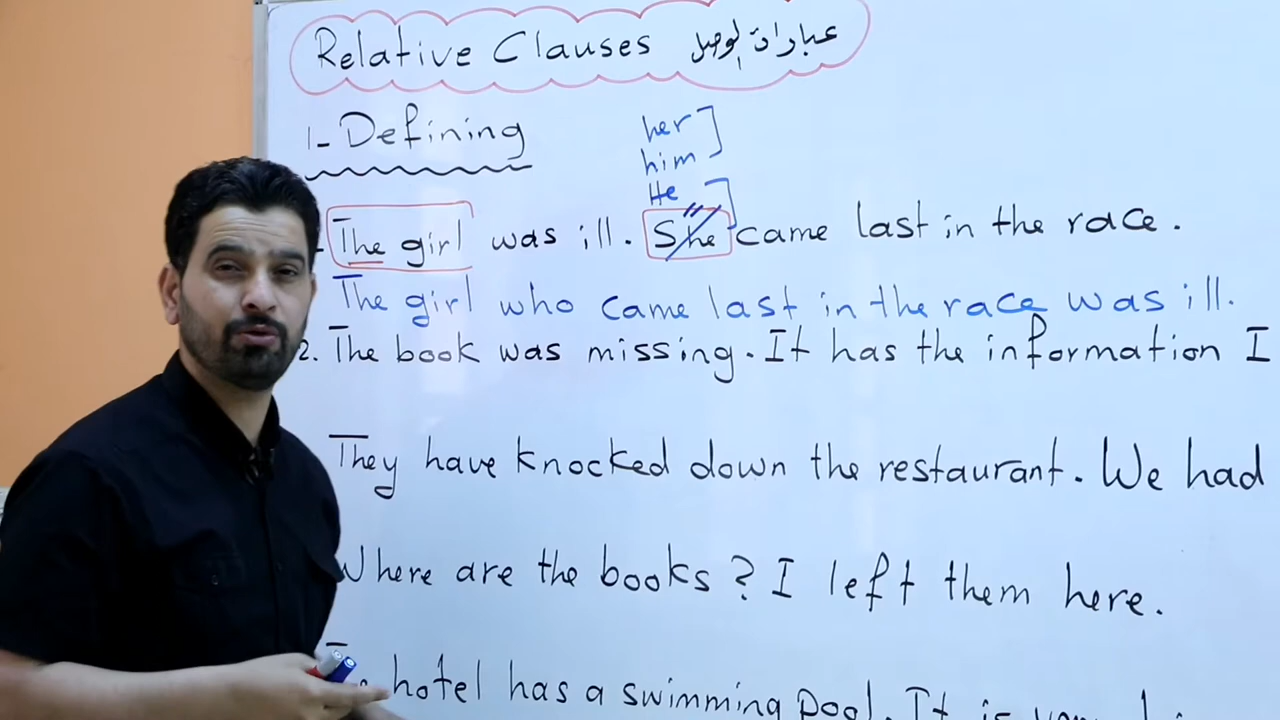 Relative Clauses عبارات الوصل
1- Defining
her
him
He
The girl was ill. She came last in the race.
The girl who came last in the race was ill.
2. The book was missing. It has the information I
They have knocked down the restaurant. We had
Where are the books? I left them here.
hotel has a swimming pool. It is